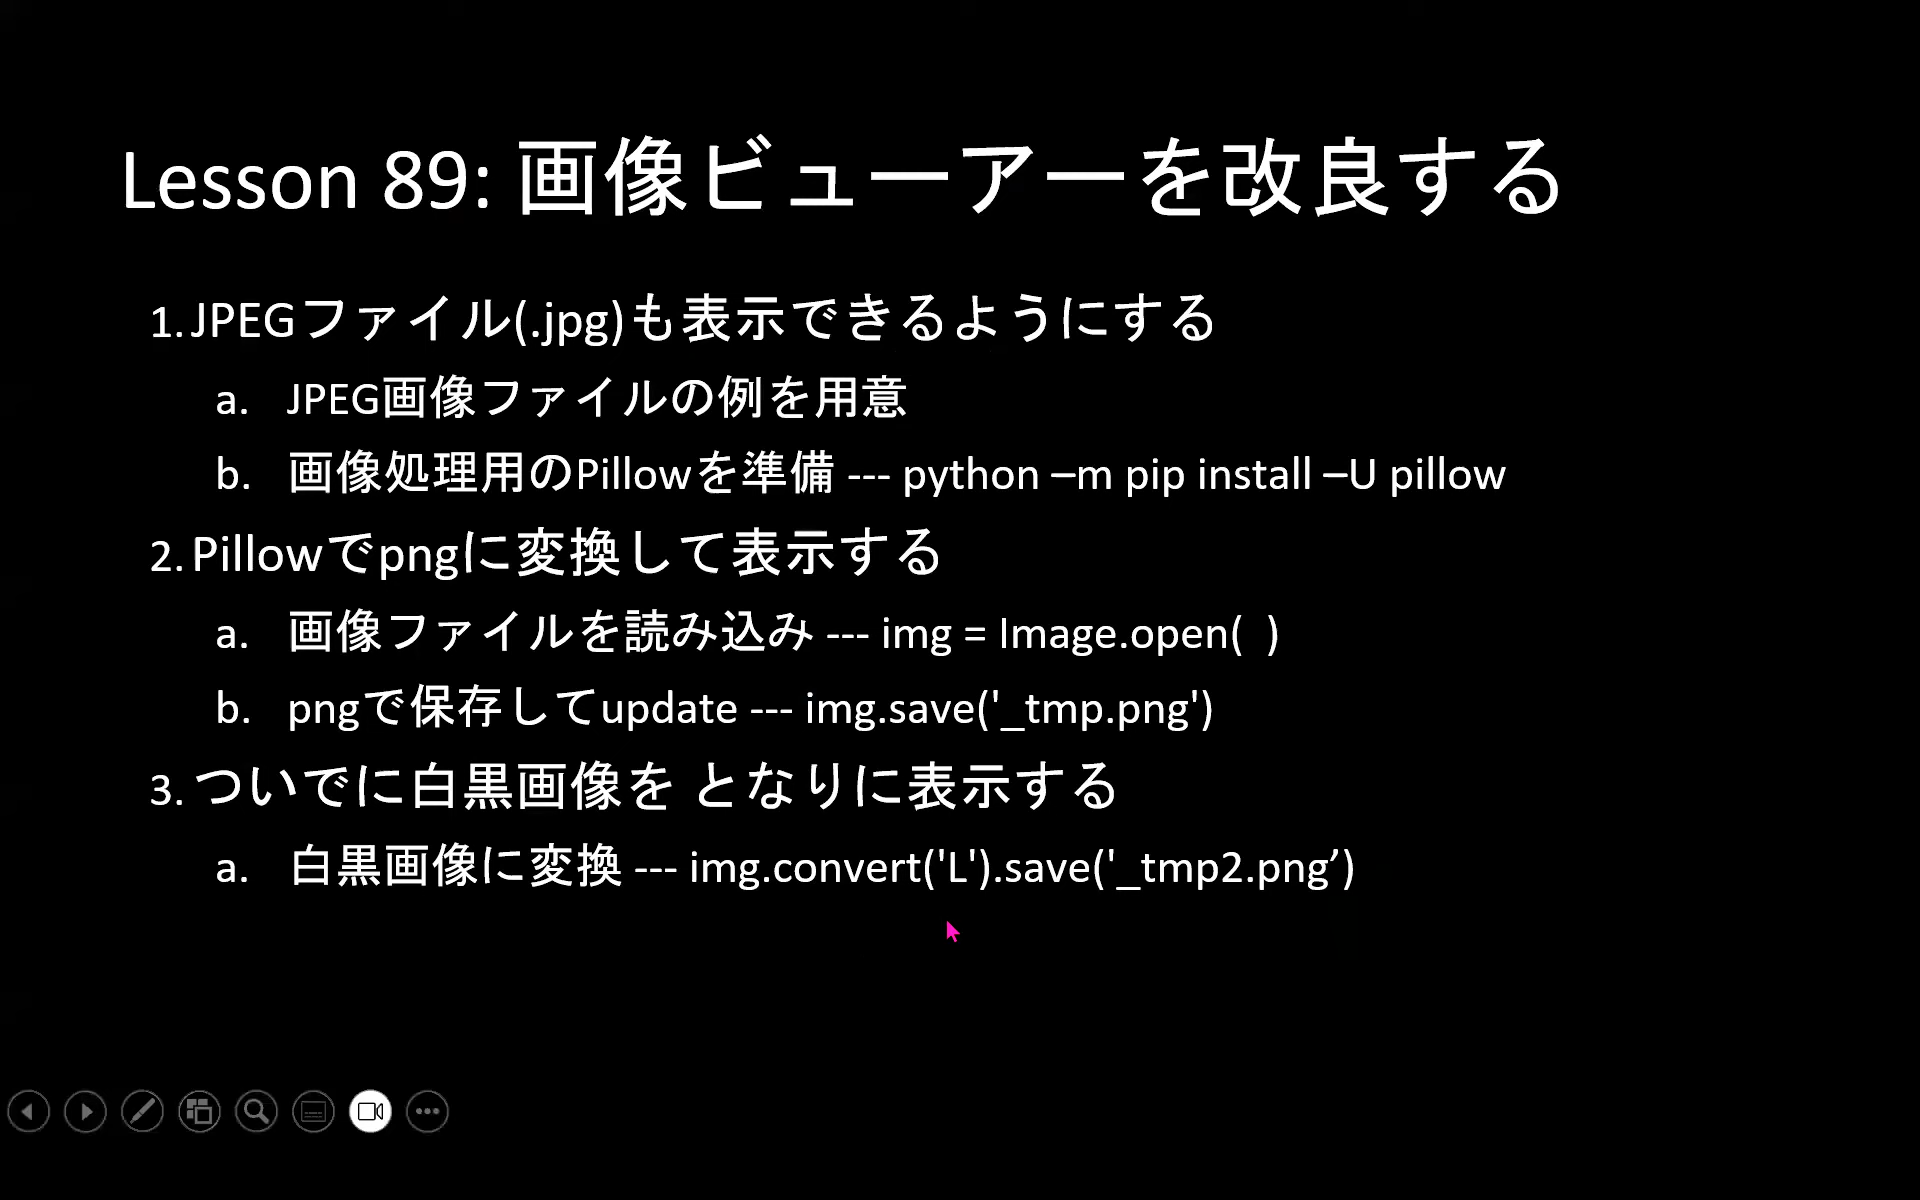 Lesson 89: 画像ビューアーを改良する
1. JPEGファイル(.jpg)も表示できるようにする
a. JPEG画像ファイルの例を用意
b. 画像処理用のPillowを準備 --- python –m pip install –U pillow
2. Pillowでpngに変換して表示する
a. 画像ファイルを読み込み --- img = Image.open(  )
b. pngで保存してupdate --- img.save('_tmp.png')
3. ついでに白黒画像を となりに表示する
a. 白黒画像に変換 --- img.convert('L').save('_tmp2.png’)